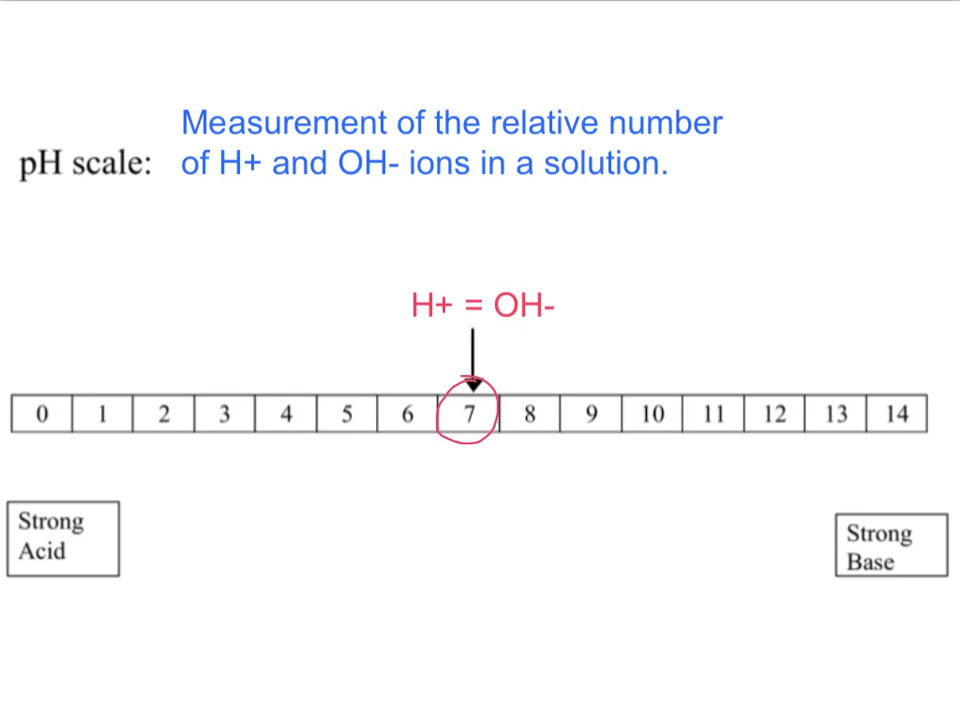 Measurement of the relative number
pH scale: of H+ and OH- ions in a solution.
H+ = OH-
0 1 2 3 4 5 6 7 8 9 10 11 12 13 14
Strong
Acid
Strong
Base